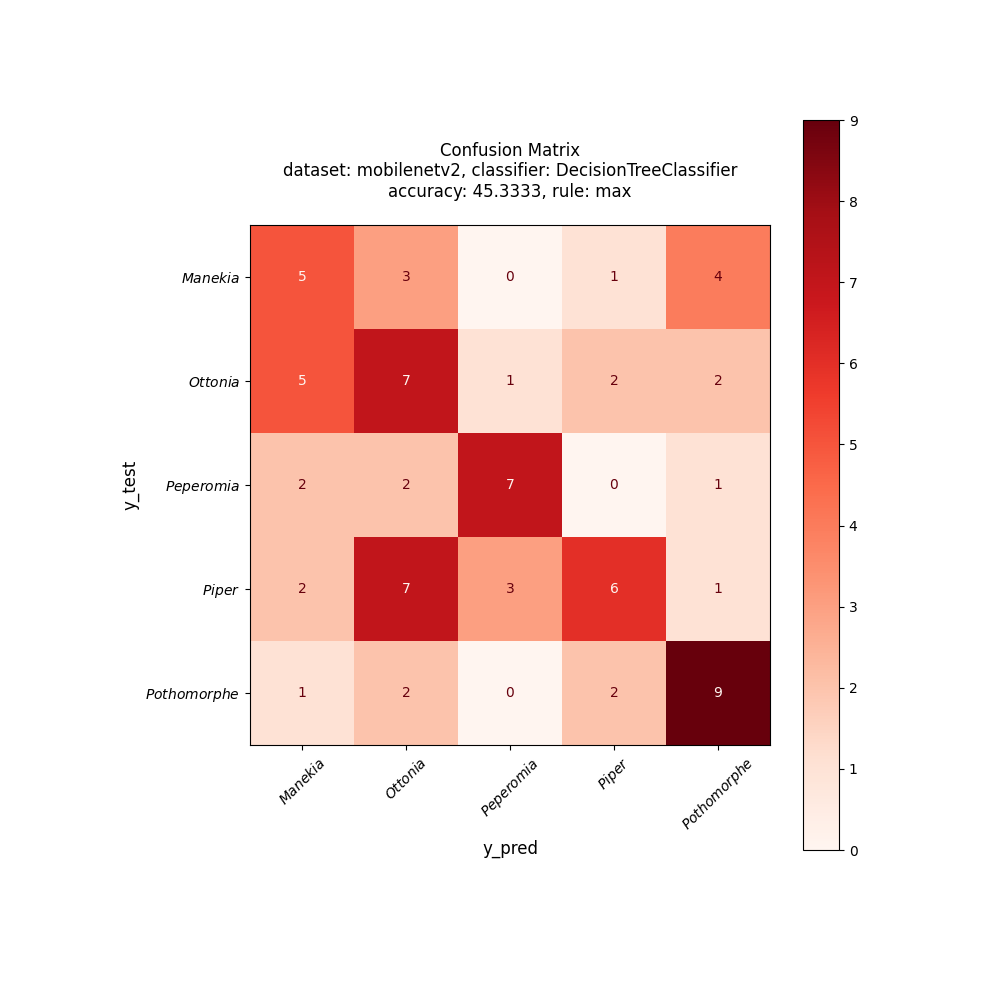 Confusion Matrix
dataset: mobilenetv2, classifier: DecisionTreeClassifier
accuracy: 45.3333, rule: max
y_test
Manekia 5 3 0 1 4
Ottonia 5 7 1 2 2
Peperomia 2 2 7 0 1
Piper 2 7 3 6 1
Pothomorphe 1 2 0 2 9
Manekia Ottonia Peperomia Piper Pothomorphe
y_pred
9
8
7
6
5
4
3
2
1
0